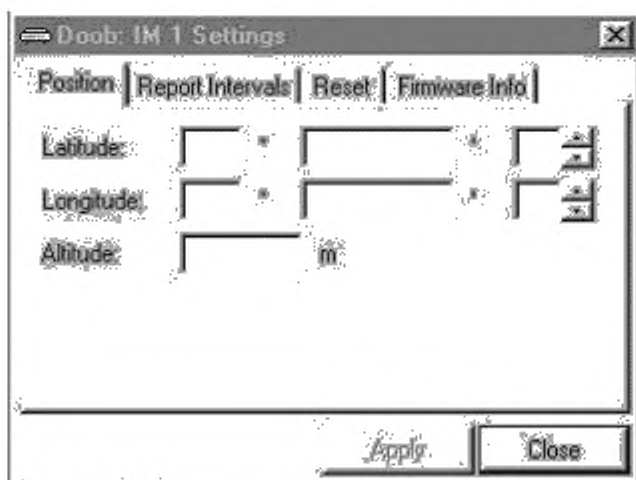 Doob: IM 1 Settings
Position Report Intervals Reset Firmware Info
Latitude: ° '
Longitude: ° '
Altitude: m
Apply Close